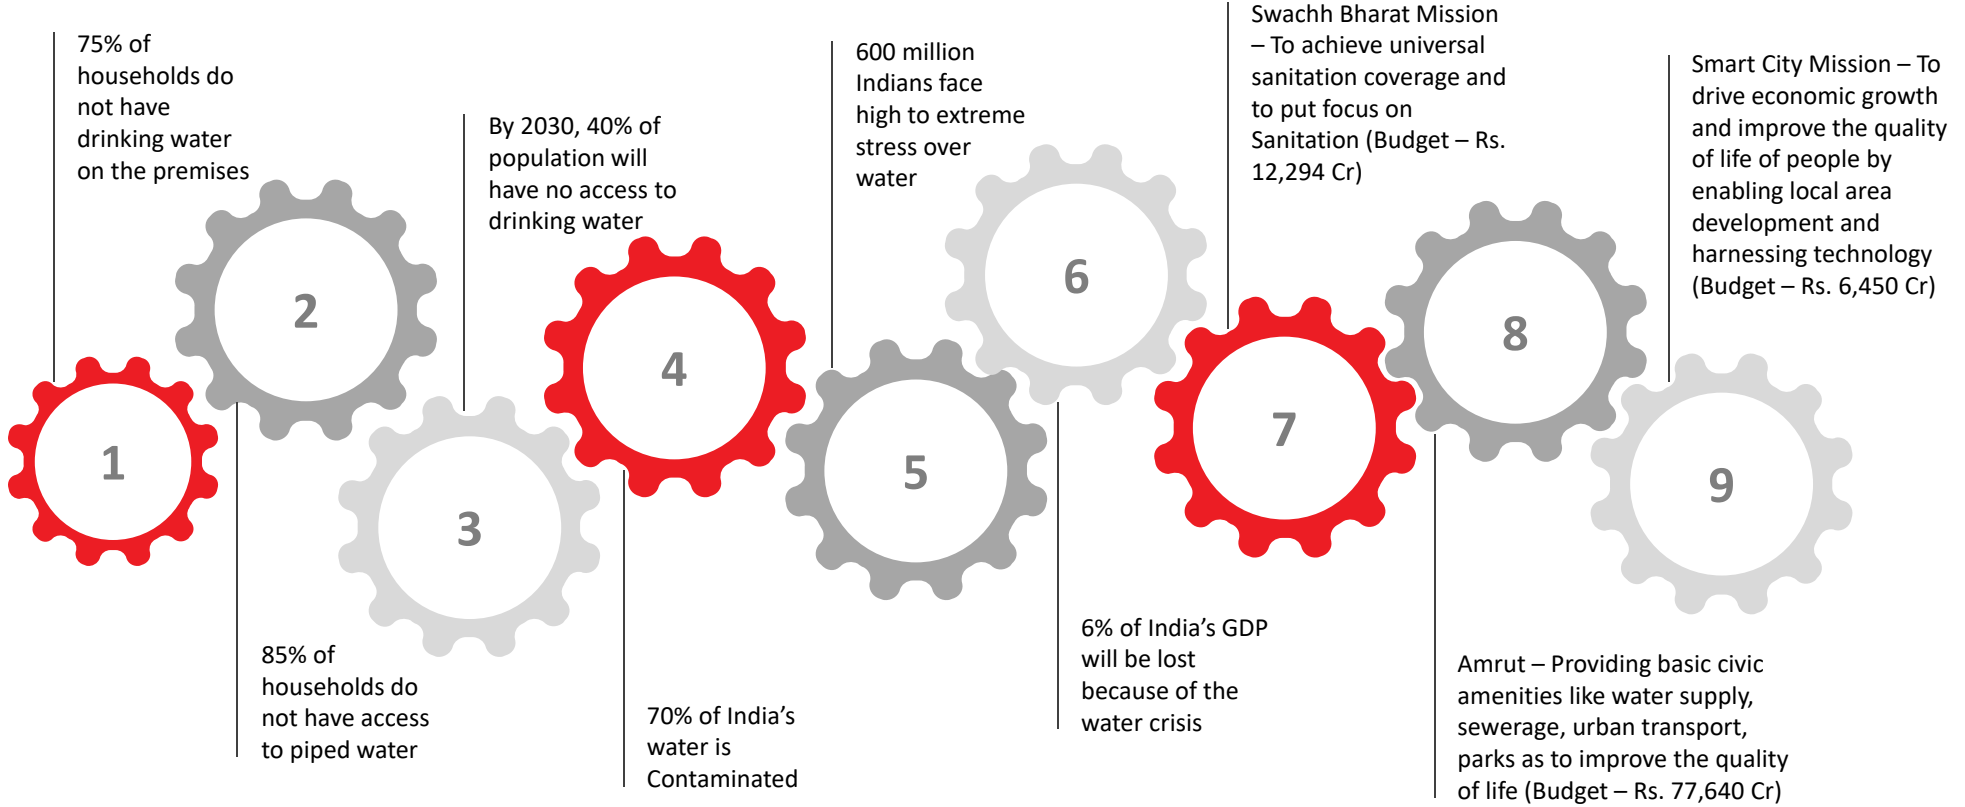 75% of
households do
not have
drinking water
on the premises
1
2
85% of
households do
not have access
to piped water
By 2030, 40% of
population will
have no access to
drinking water
3
4
70% of India’s
water is
Contaminated
600 million
Indians face
high to extreme
stress over
water
5
6
6% of India’s GDP
will be lost
because of the
water crisis
Swachh Bharat Mission
– To achieve universal
sanitation coverage and
to put focus on
Sanitation (Budget – Rs.
12,294 Cr)
7
8
Amrut – Providing basic civic
amenities like water supply,
sewerage, urban transport,
parks as to improve the quality
of life (Budget – Rs. 77,640 Cr)
Smart City Mission – To
drive economic growth
and improve the quality
of life of people by
enabling local area
development and
harnessing technology
(Budget – Rs. 6,450 Cr)
9